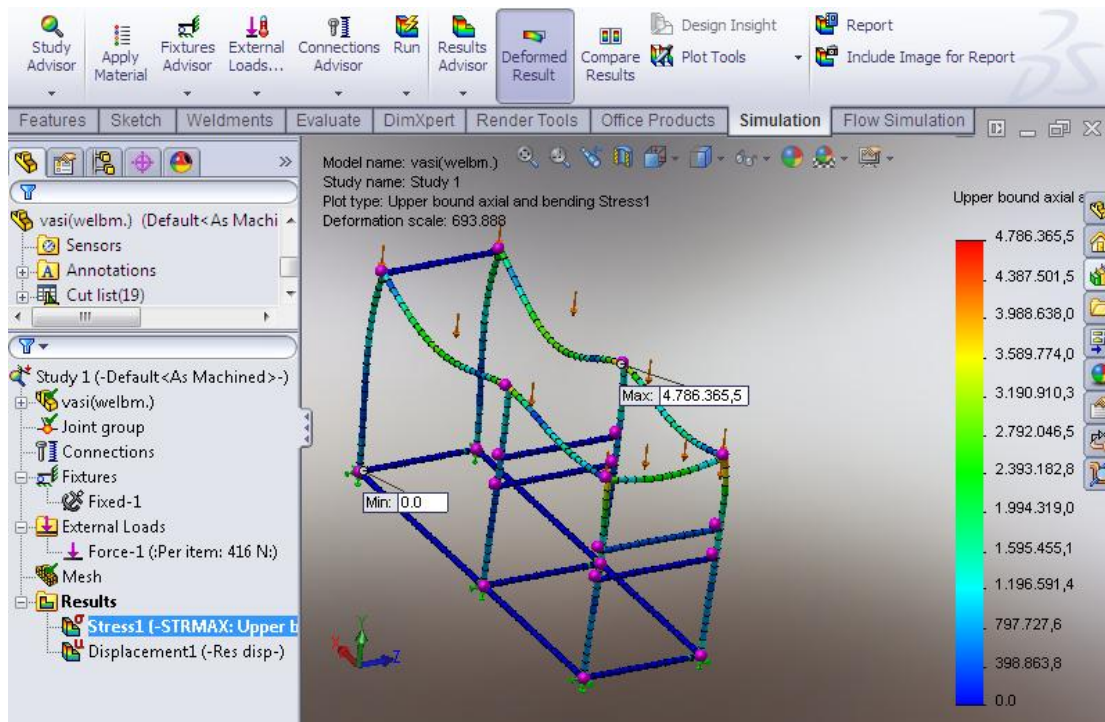 Study Advisor
Apply Material
Fixtures Advisor
External Loads...
Connections Advisor
Run
Results Advisor
Deformed Result
Compare Results
Design Insight
Plot Tools
Report
Include Image for Report
Features
Sketch
Weldments
Evaluate
DimXpert
Render Tools
Office Products
Simulation
Flow Simulation
vasi(welbm.) (Default<As Machi
Sensors
Annotations
Cut list(19)
Study 1 (-Default<As Machined>-)
vasi(welbm.)
Joint group
Connections
Fixtures
Fixed-1
External Loads
Force-1 (:Per item: 416 N:)
Mesh
Results
Stress1 (-STRMAX: Upper b
Displacement1 (-Res disp-)
Model name: vasi(welbm.)
Study name: Study 1
Plot type: Upper bound axial and bending Stress1
Deformation scale: 693.888
Max: 4.786.365,5
Min: 0.0
Y
X
Z
Upper bound axial a
4.786.365,5
4.387.501,5
3.988.638,0
3.589.774,0
3.190.910,3
2.792.046,5
2.393.182,8
1.994.319,0
1.595.455,1
1.196.591,4
797.727,6
398.863,8
0.0